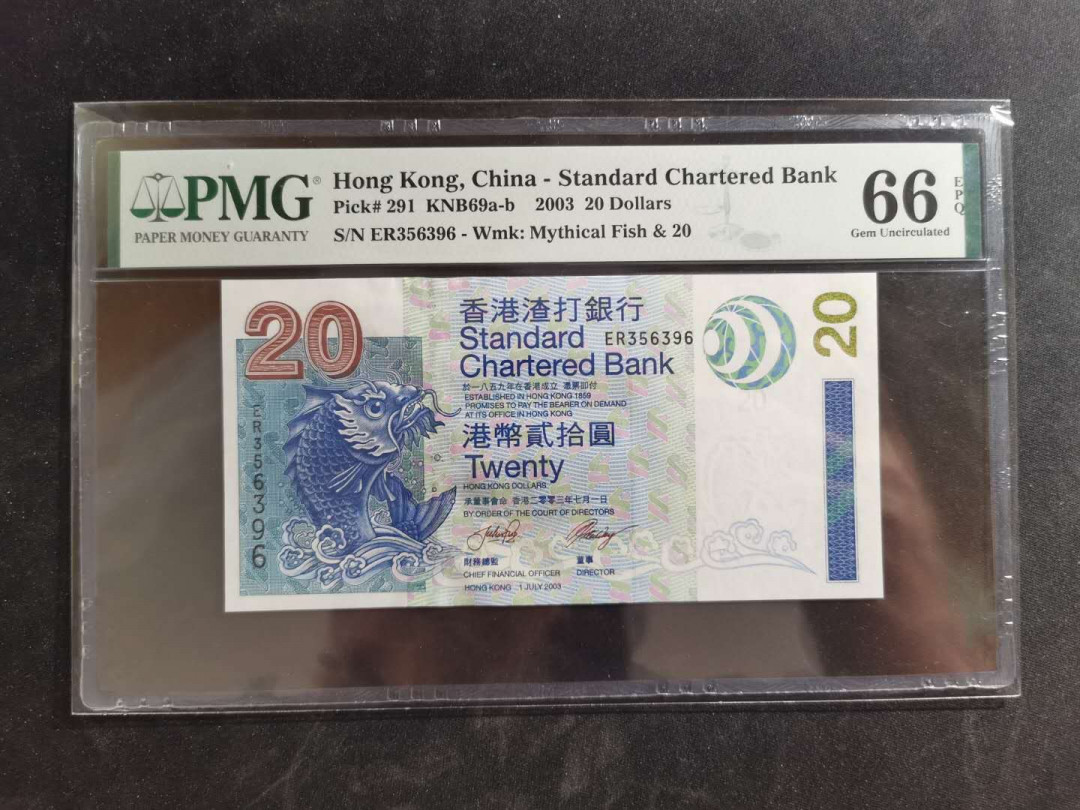 PMG®
PAPER MONEY GUARANTY
Hong Kong, China - Standard Chartered Bank
Pick# 291 KNB69a-b 2003 20 Dollars
S/N ER356396 - Wmk: Mythical Fish & 20
66
EPQ
Gem Uncirculated
20
ER356396
香港渣打銀行
Standard
Chartered Bank
ER356396
於一八五九年在香港成立 憑票即付
ESTABLISHED IN HONG KONG 1859
PROMISES TO PAY THE BEARER ON DEMAND
AT ITS OFFICE IN HONG KONG
港幣貳拾圓
Twenty
HONG KONG DOLLARS
承董事會命 香港二零零三年七月一日
BY ORDER OF THE COURT OF DIRECTORS
財務總監
CHIEF FINANCIAL OFFICER
董事
DIRECTOR
HONG KONG 1 JULY 2003
20
20